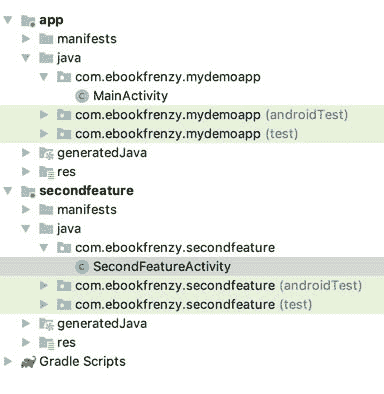 app
manifests
java
com.ebookfrenzy.mydemoapp
MainActivity
com.ebookfrenzy.mydemoapp (androidTest)
com.ebookfrenzy.mydemoapp (test)
generatedJava
res
secondfeature
manifests
java
com.ebookfrenzy.secondfeature
SecondFeatureActivity
com.ebookfrenzy.secondfeature (androidTest)
com.ebookfrenzy.secondfeature (test)
generatedJava
res
Gradle Scripts